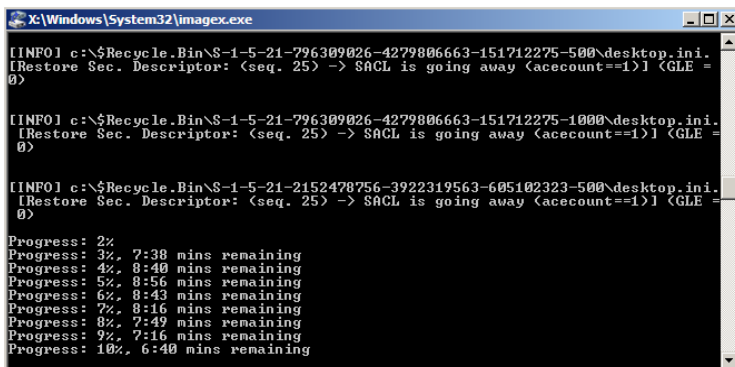 X:\Windows\System32\imagex.exe
[INFO] c:\$Recycle.Bin\S-1-5-21-796309026-4279806663-151712275-500\desktop.ini.
[Restore Sec. Descriptor: (seq. 25) -> SACL is going away (acecount==1)] (GLE =
0)
[INFO] c:\$Recycle.Bin\S-1-5-21-796309026-4279806663-151712275-1000\desktop.ini.
[Restore Sec. Descriptor: (seq. 25) -> SACL is going away (acecount==1)] (GLE =
0)
[INFO] c:\$Recycle.Bin\S-1-5-21-2152478756-3922319563-605102323-500\desktop.ini.
[Restore Sec. Descriptor: (seq. 25) -> SACL is going away (acecount==1)] (GLE =
0)
Progress: 2%
Progress: 3%, 7:38 mins remaining
Progress: 4%, 8:40 mins remaining
Progress: 5%, 8:56 mins remaining
Progress: 6%, 8:43 mins remaining
Progress: 7%, 8:16 mins remaining
Progress: 8%, 7:49 mins remaining
Progress: 9%, 7:16 mins remaining
Progress: 10%, 6:40 mins remaining